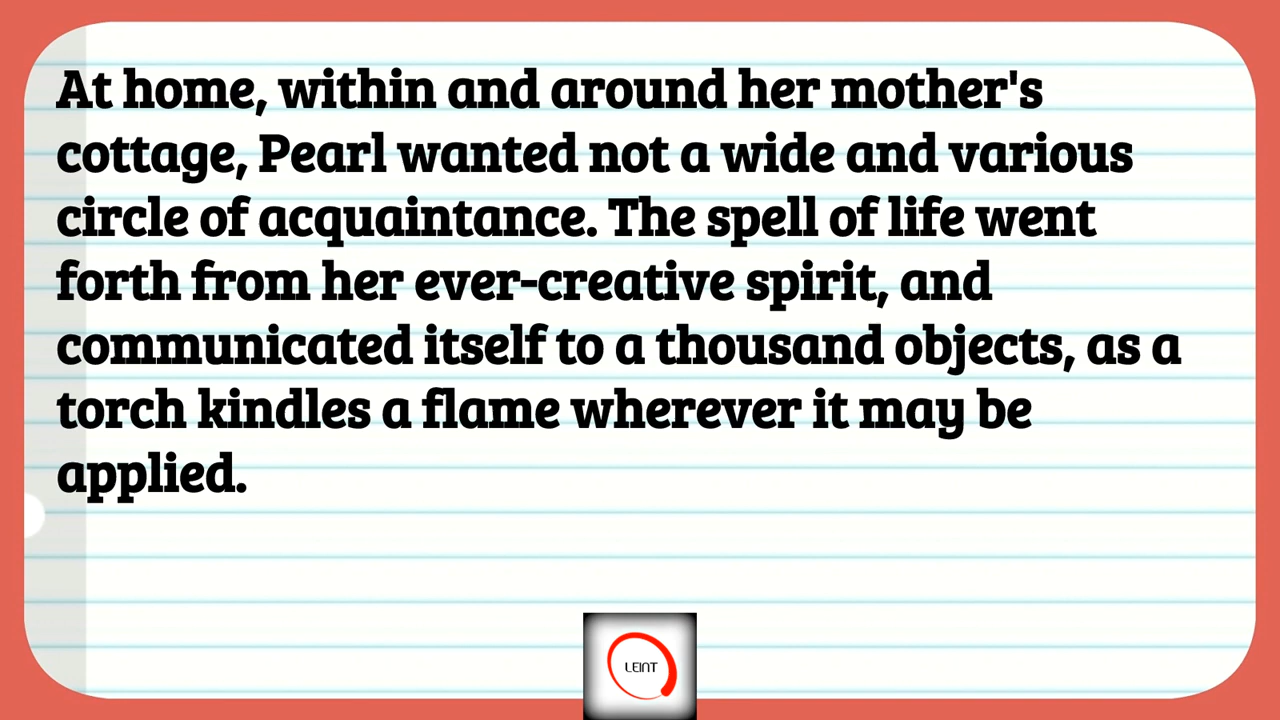 At home, within and around her mother's
cottage, Pearl wanted not a wide and various
circle of acquaintance. The spell of life went
forth from her ever-creative spirit, and
communicated itself to a thousand objects, as a
torch kindles a flame wherever it may be
applied.
LEINT